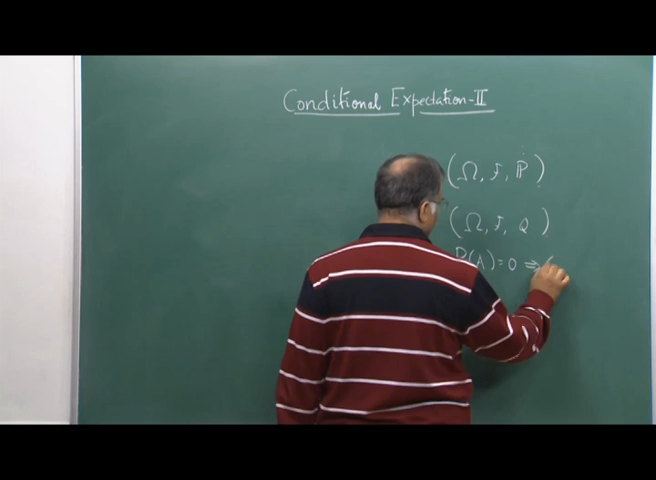 Conditional Expectation-II
(Ω, ℱ, ℙ)
(Ω, ℱ, Q)
P(A) = 0 ⇒